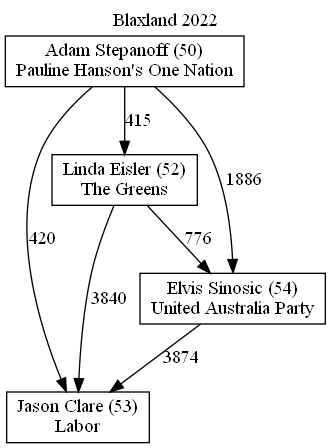 Blaxland 2022
Adam Stepanoff (50)
Pauline Hanson's One Nation
415
Linda Eisler (52)
The Greens
1886
420
776
3840
Elvis Sinosic (54)
United Australia Party
3874
Jason Clare (53)
Labor